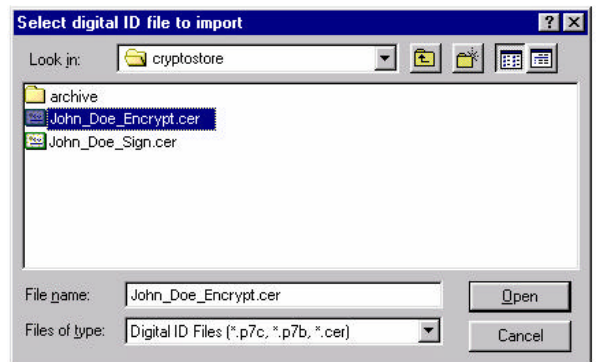 Select digital ID file to import
Look in: cryptostore
archive
John_Doe_Encrypt.cer
John_Doe_Sign.cer
File name: John_Doe_Encrypt.cer Open
Files of type: Digital ID Files (*.p7c, *.p7b, *.cer) Cancel